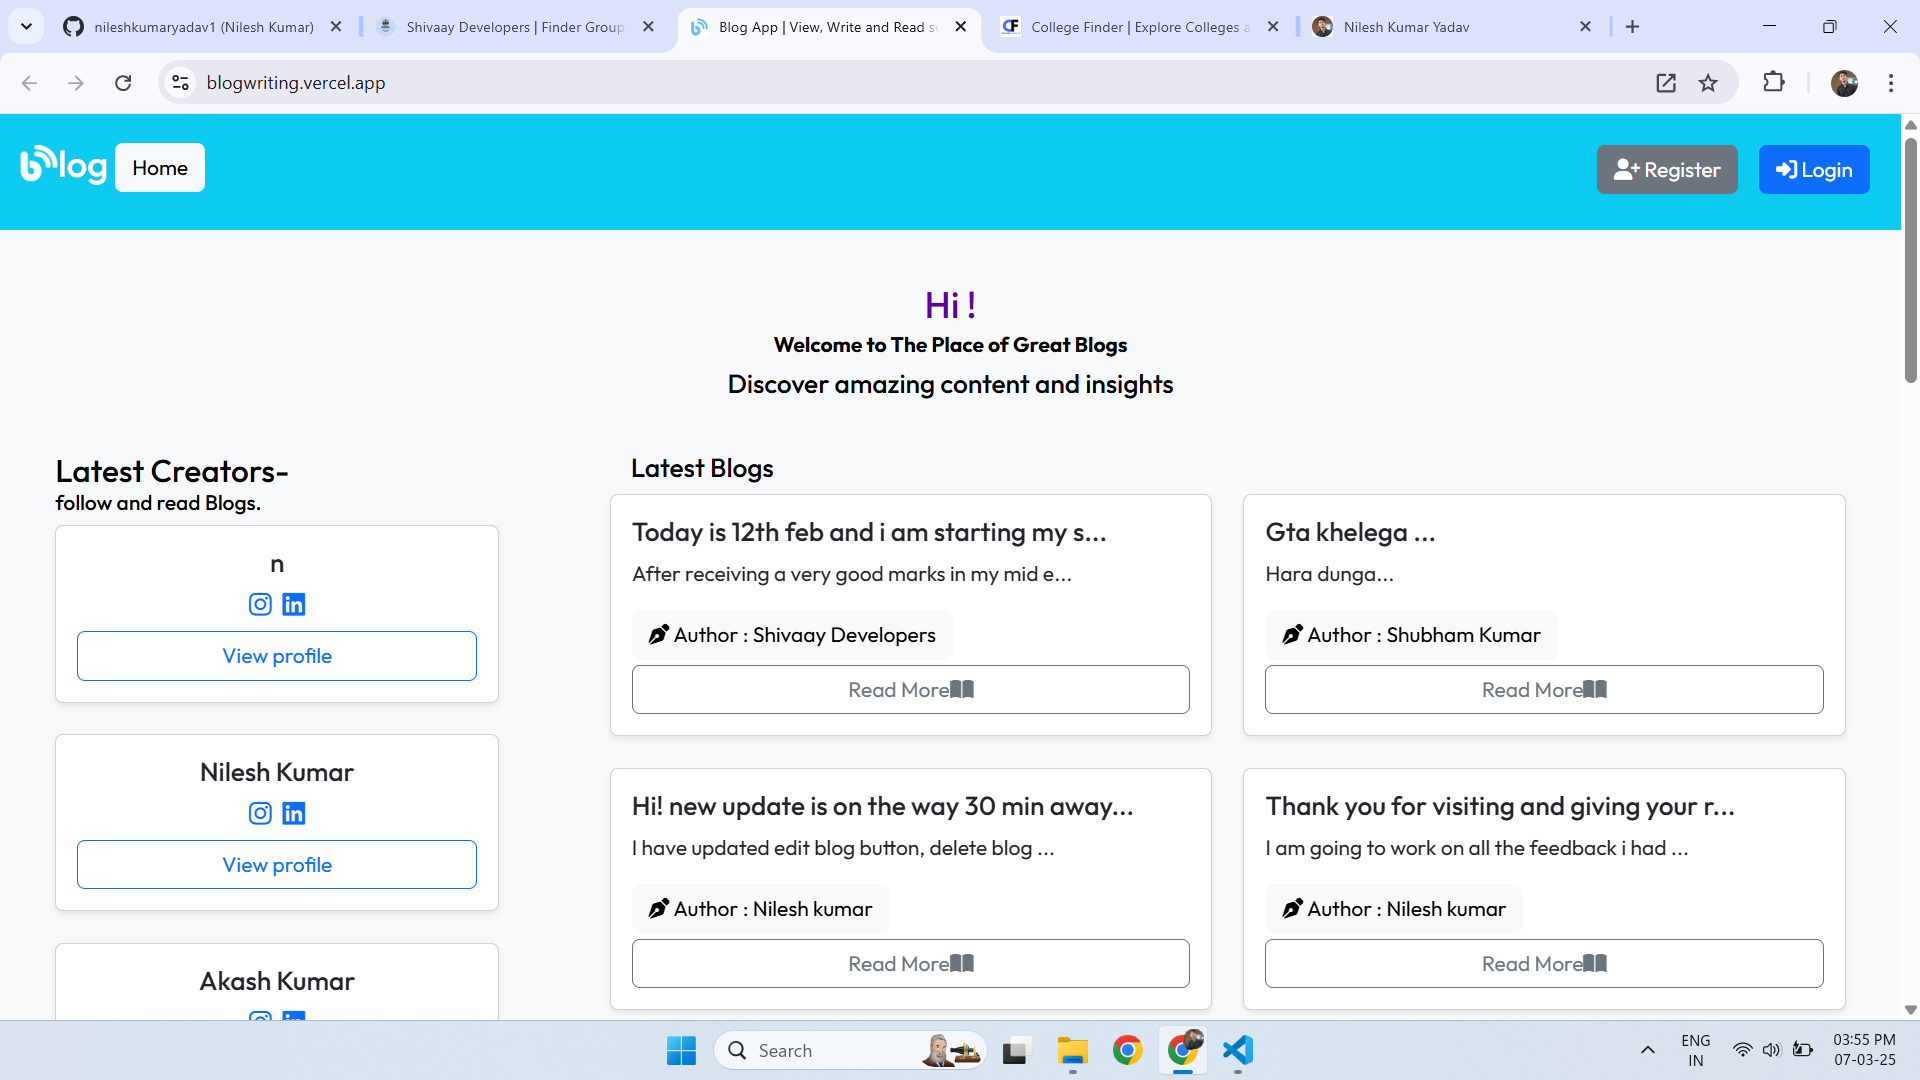 nileshkumaryadav1 (Nilesh Kumar)
Shivaay Developers | Finder Group
Blog App | View, Write and Read so
College Finder | Explore Colleges a
Nilesh Kumar Yadav
blogwriting.vercel.app
blog
Home
Register
Login
Hi !
Welcome to The Place of Great Blogs
Discover amazing content and insights
Latest Creators-
follow and read Blogs.
n
View profile
Nilesh Kumar
View profile
Akash Kumar
Latest Blogs
Today is 12th feb and i am starting my s...
After receiving a very good marks in my mid e...
Author : Shivaay Developers
Read More
Gta khelega ...
Hara dunga...
Author : Shubham Kumar
Read More
Hi! new update is on the way 30 min away...
I have updated edit blog button, delete blog ...
Author : Nilesh kumar
Read More
Thank you for visiting and giving your r...
I am going to work on all the feedback i had ...
Author : Nilesh kumar
Read More
Search
ENG
IN
03:55 PM
07-03-25